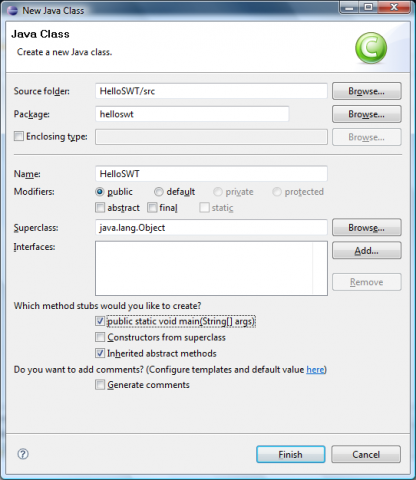 New Java Class
Java Class
Create a new Java class.
Source folder: HelloSWT/src Browse...
Package: helloswt Browse...
Enclosing type: Browse...
Name: HelloSWT
Modifiers: public default private protected
abstract final static
Superclass: java.lang.Object Browse...
Interfaces: Add...
Remove
Which method stubs would you like to create?
public static void main(String[] args)
Constructors from superclass
Inherited abstract methods
Do you want to add comments? (Configure templates and default value here)
Generate comments
? Finish Cancel